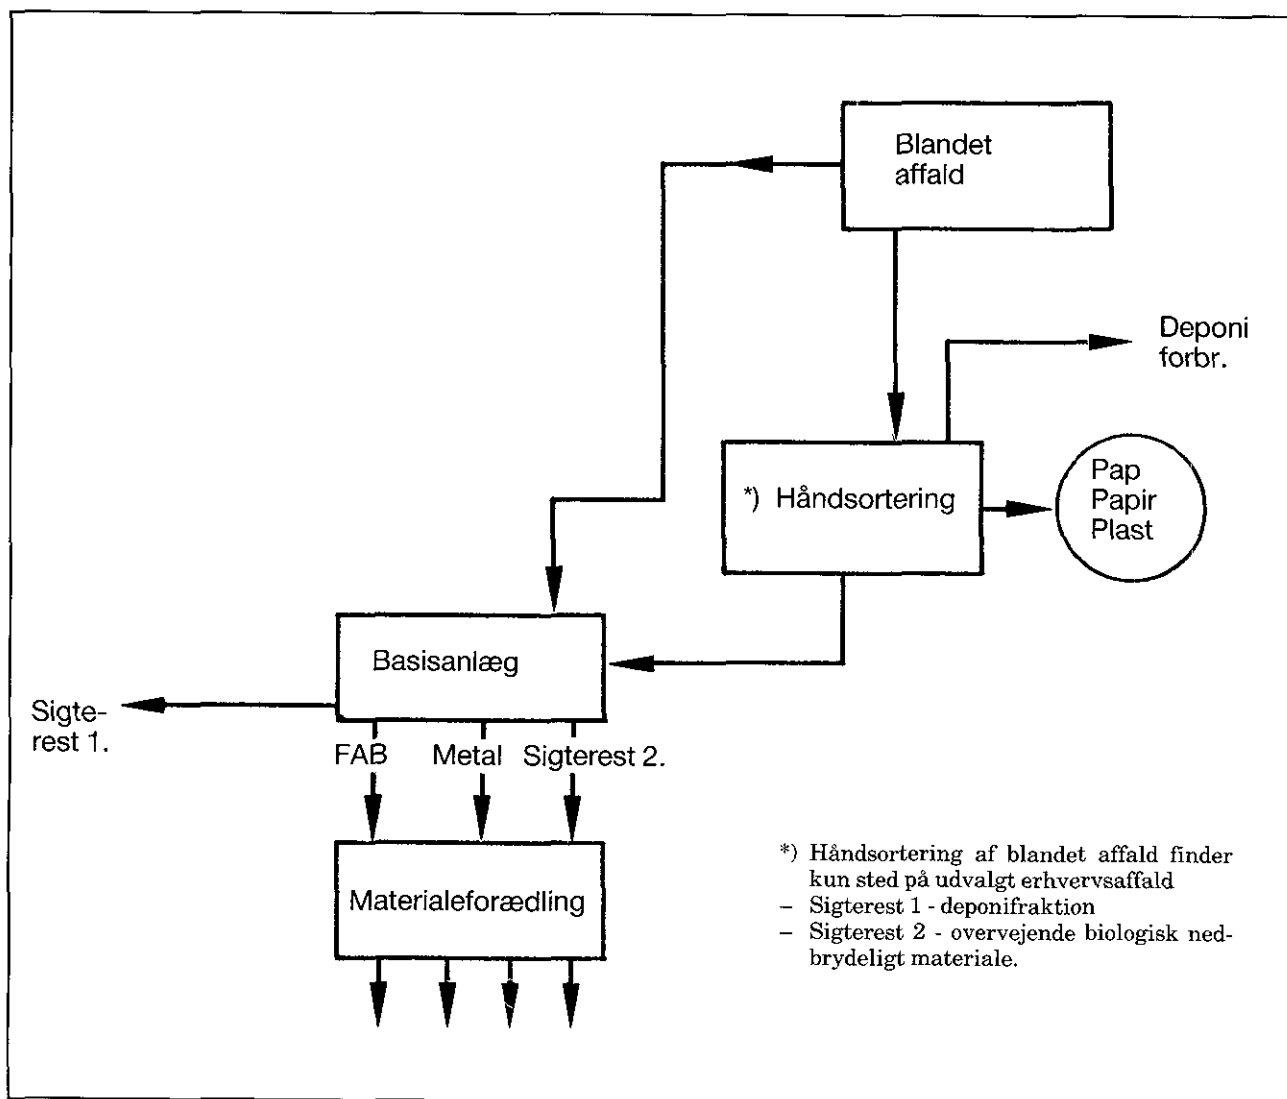 Blandet
affald
Deponi
forbr.
*) Håndsortering
Pap
Papir
Plast
Basisanlæg
Sigte-
rest 1.
FAB Metal Sigterest 2.
Materialeforædling
*) Håndsortering af blandet affald finder
kun sted på udvalgt erhvervsaffald
– Sigterest 1 - deponifraktion
– Sigterest 2 - overvejende biologisk ned-
brydeligt materiale.